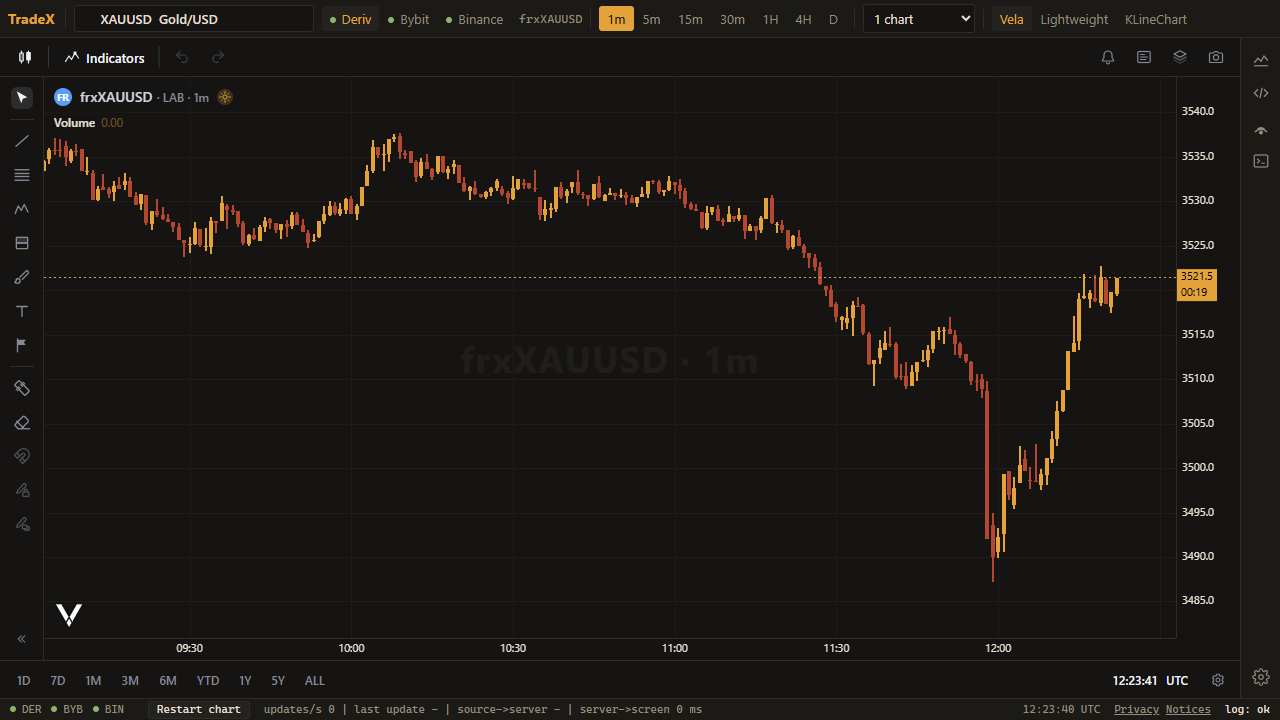 TradeX XAUUSD Gold/USD Deriv Bybit Binance frxXAUUSD 1m 5m 15m 30m 1H 4H D 1 chart Vela Lightweight KLineChart
Indicators
FR frxXAUUSD · LAB · 1m
Volume 0.00
3540.0
3535.0
3530.0
3525.0
3521.5
00:19
3515.0
frxXAUUSD · 1m
3510.0
3505.0
3500.0
3495.0
3490.0
3485.0
09:30 10:00 10:30 11:00 11:30 12:00
1D 7D 1M 3M 6M YTD 1Y 5Y ALL 12:23:41 UTC
DER BYB BIN Restart chart updates/s 0 | last update – | source->server – | server->screen 0 ms 12:23:40 UTC Privacy Notices log: ok